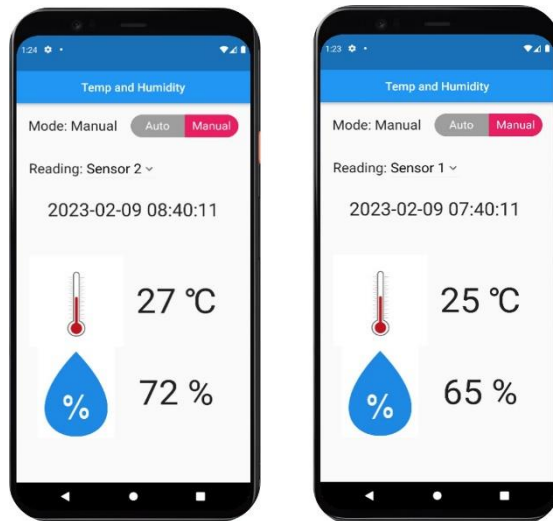 1:24
Temp and Humidity
Mode: Manual Auto Manual
Reading: Sensor 2
2023-02-09 08:40:11
27 °C
% 72 %
1:23
Temp and Humidity
Mode: Manual Auto Manual
Reading: Sensor 1
2023-02-09 07:40:11
25 °C
% 65 %